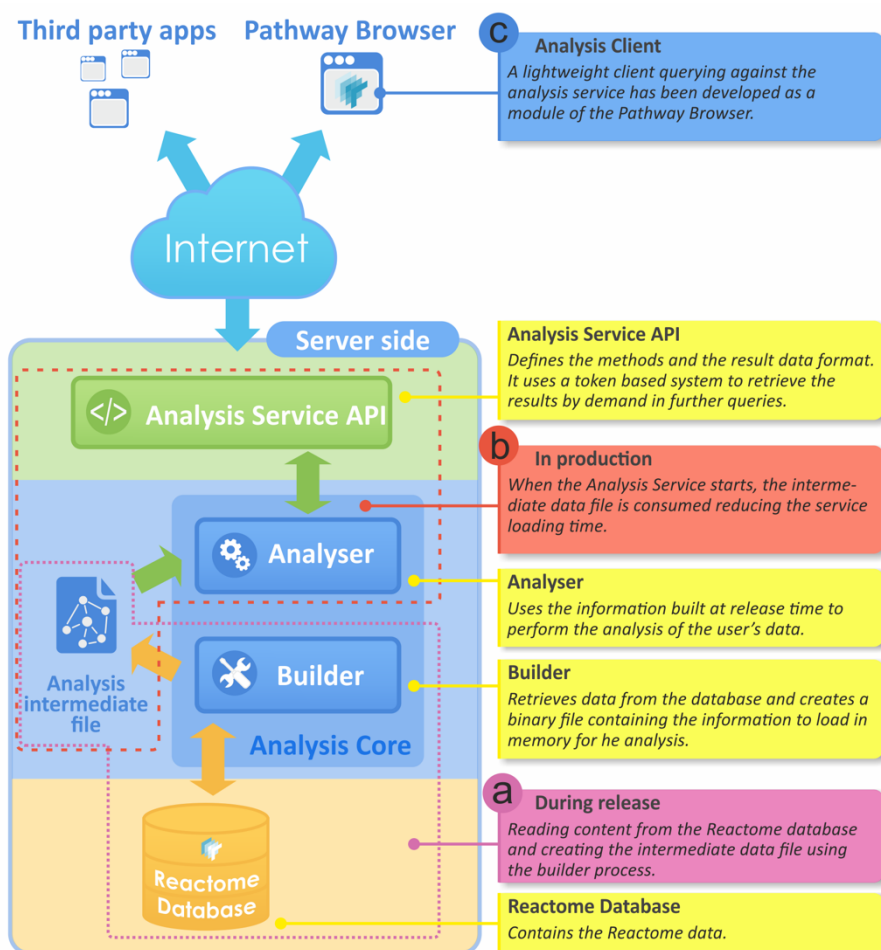 Third party apps
Pathway Browser
c
Analysis Client
A lightweight client querying against the
analysis service has been developed as a
module of the Pathway Browser.
Internet
Server side
Analysis Service API
Defines the methods and the result data format.
It uses a token based system to retrieve the
results by demand in further queries.
</> Analysis Service API
b
In production
When the Analysis Service starts, the interme-
diate data file is consumed reducing the service
loading time.
Analyser
Analyser
Uses the information built at release time to
perform the analysis of the user's data.
Builder
Builder
Retrieves data from the database and creates a
binary file containing the information to load in
memory for he analysis.
Analysis
intermediate
file
Analysis Core
a
During release
Reading content from the Reactome database
and creating the intermediate data file using
the builder process.
Reactome
Database
Reactome Database
Contains the Reactome data.